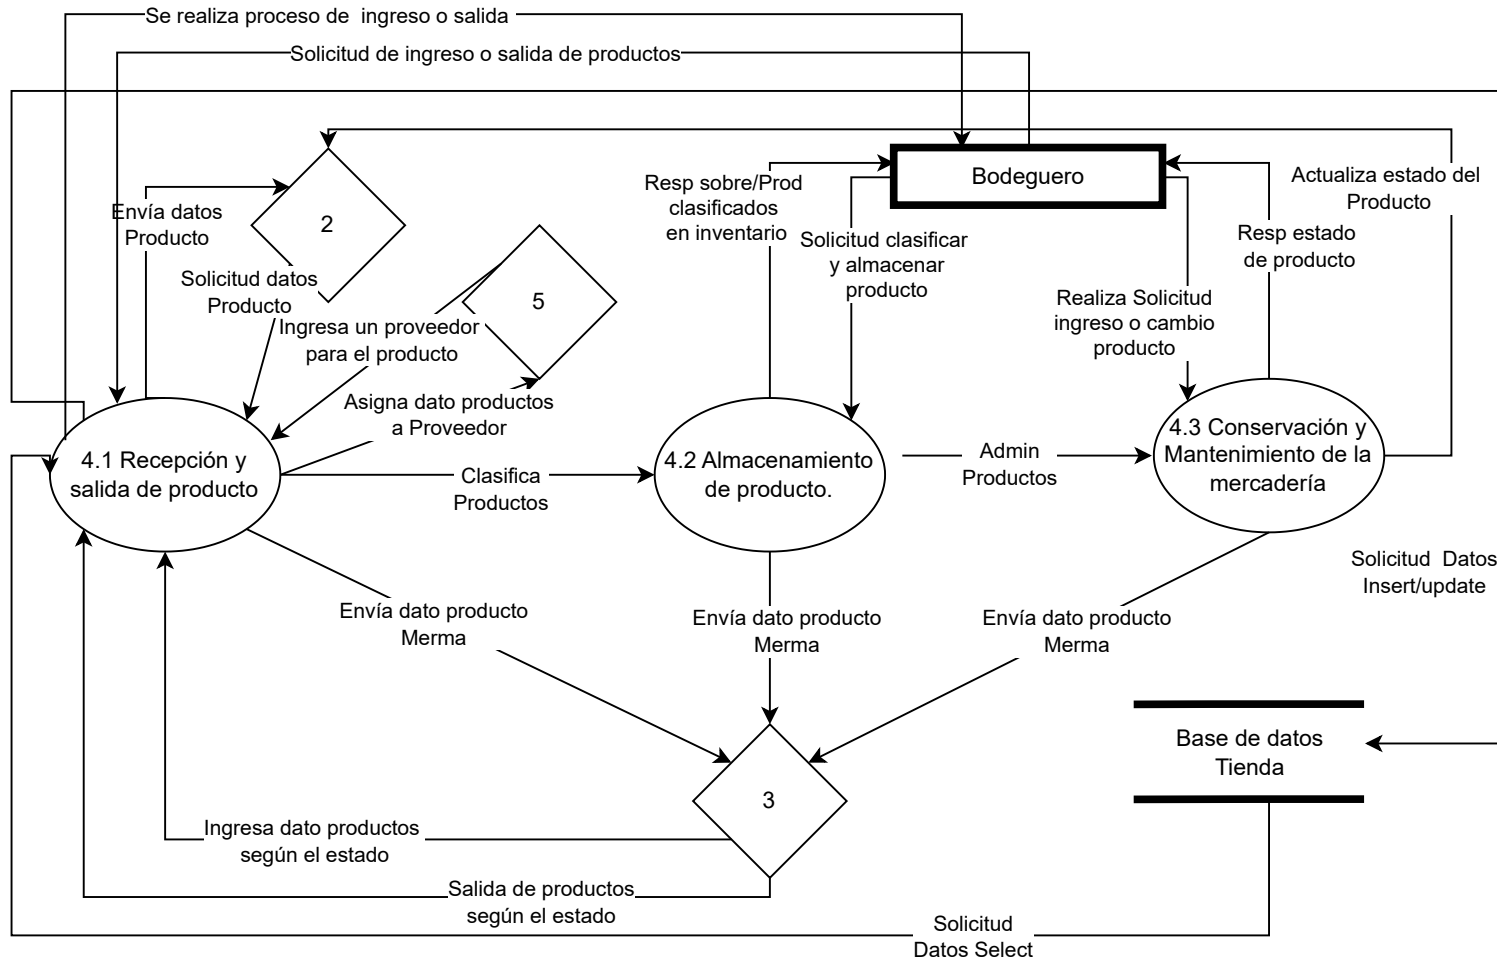 Se realiza proceso de  ingreso o salida
Solicitud de ingreso o salida de productos
Bodeguero
Actualiza estado del
Producto
Resp sobre/Prod
clasificados
en inventario
Envía datos
Producto
2
Solicitud clasificar
y almacenar
producto
Resp estado
de producto
Solicitud datos
Producto
5
Realiza Solicitud
ingreso o cambio
producto
Ingresa un proveedor
para el producto
Asigna dato productos
a Proveedor
4.1 Recepción y
salida de producto
Clasifica
Productos
4.2 Almacenamiento
de producto.
Admin
Productos
4.3 Conservación y
Mantenimiento de la
mercadería
Solicitud  Datos
Insert/update
Envía dato producto
Merma
Envía dato producto
Merma
Envía dato producto
Merma
Base de datos
Tienda
3
Ingresa dato productos
según el estado
Salida de productos
según el estado
Solicitud
Datos Select